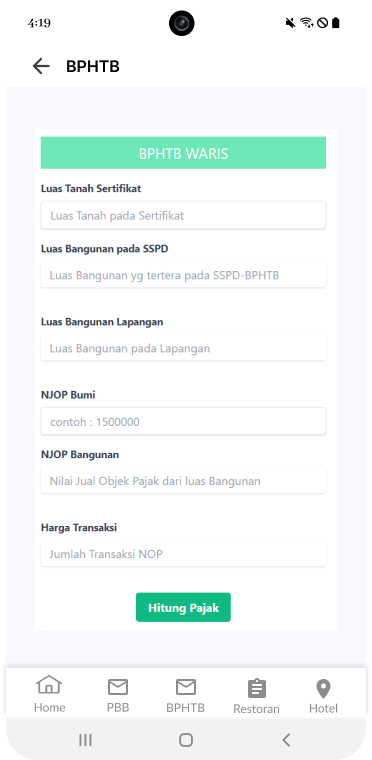 4:19
BPHTB
BPHTB WARIS
Luas Tanah Sertifikat
Luas Tanah pada Sertifikat
Luas Bangunan pada SSPD
Luas Bangunan yg tertera pada SSPD-BPHTB
Luas Bangunan Lapangan
Luas Bangunan pada Lapangan
NJOP Bumi
contoh : 1500000
NJOP Bangunan
Nilai Jual Objek Pajak dari luas Bangunan
Harga Transaksi
Jumlah Transaksi NOP
Hitung Pajak
Home PBB BPHTB Restoran Hotel